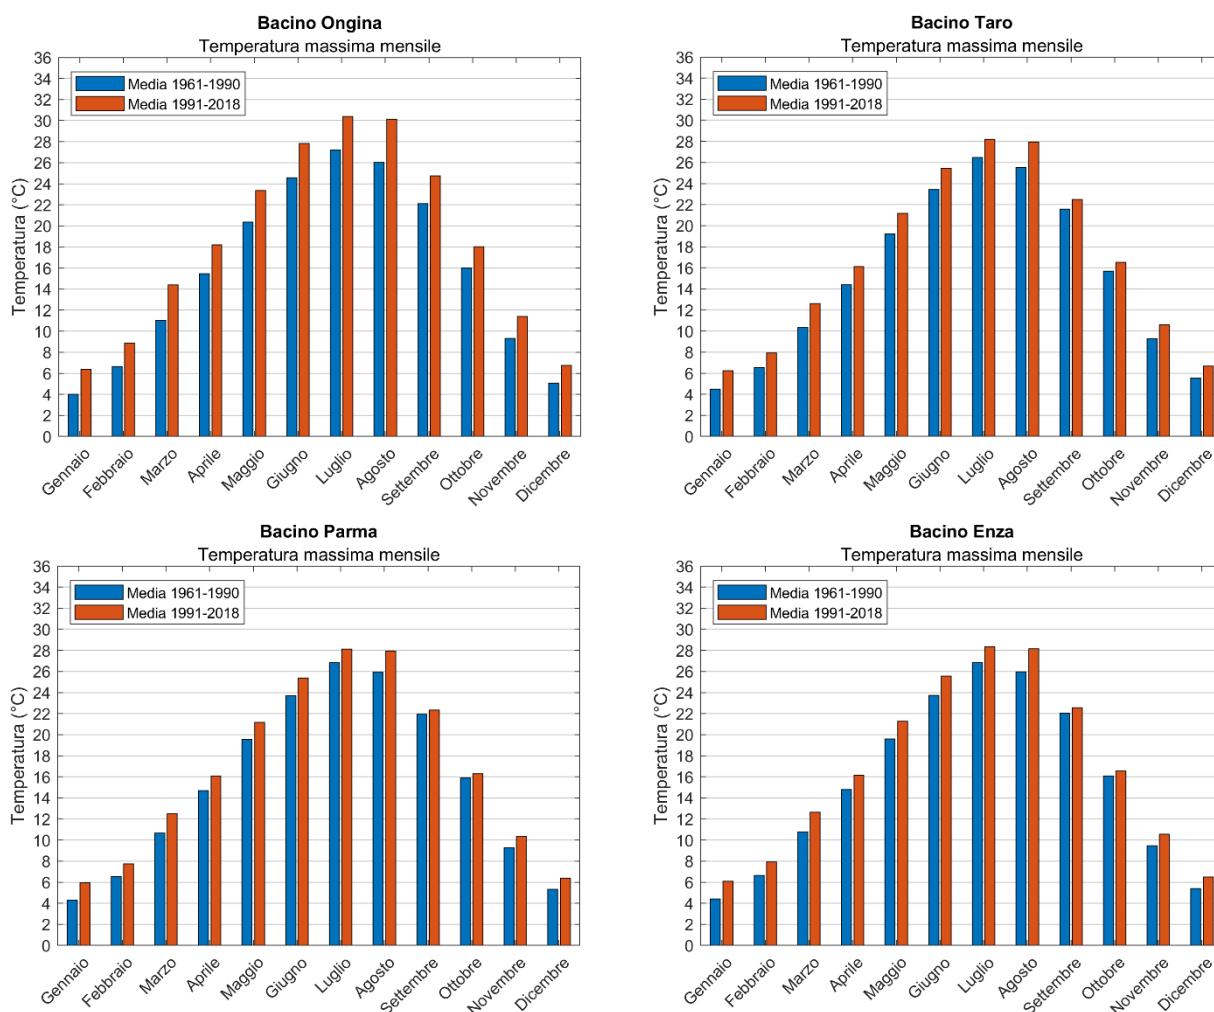 Bacino Ongina
Temperatura massima mensile
36
34
32
30
28
26
24
22
20
18
16
14
12
10
8
6
4
2
0
Temperatura (°C)
Media 1961-1990
Media 1991-2018
Gennaio
Febbraio
Marzo
Aprile
Maggio
Giugno
Luglio
Agosto
Settembre
Ottobre
Novembre
Dicembre
Bacino Taro
Temperatura massima mensile
36
34
32
30
28
26
24
22
20
18
16
14
12
10
8
6
4
2
0
Temperatura (°C)
Media 1961-1990
Media 1991-2018
Gennaio
Febbraio
Marzo
Aprile
Maggio
Giugno
Luglio
Agosto
Settembre
Ottobre
Novembre
Dicembre
Bacino Parma
Temperatura massima mensile
36
34
32
30
28
26
24
22
20
18
16
14
12
10
8
6
4
2
0
Temperatura (°C)
Media 1961-1990
Media 1991-2018
Gennaio
Febbraio
Marzo
Aprile
Maggio
Giugno
Luglio
Agosto
Settembre
Ottobre
Novembre
Dicembre
Bacino Enza
Temperatura massima mensile
36
34
32
30
28
26
24
22
20
18
16
14
12
10
8
6
4
2
0
Temperatura (°C)
Media 1961-1990
Media 1991-2018
Gennaio
Febbraio
Marzo
Aprile
Maggio
Giugno
Luglio
Agosto
Settembre
Ottobre
Novembre
Dicembre